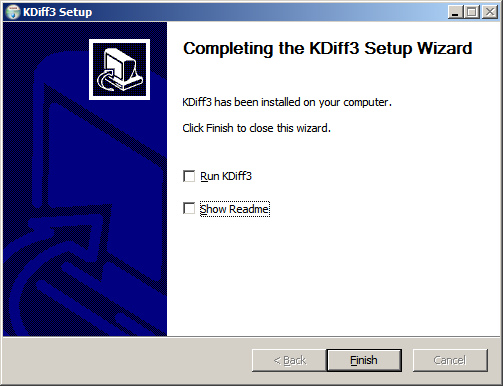 KDiff3 Setup
Completing the KDiff3 Setup Wizard
KDiff3 has been installed on your computer.
Click Finish to close this wizard.
Run KDiff3
Show Readme
< Back
Finish
Cancel